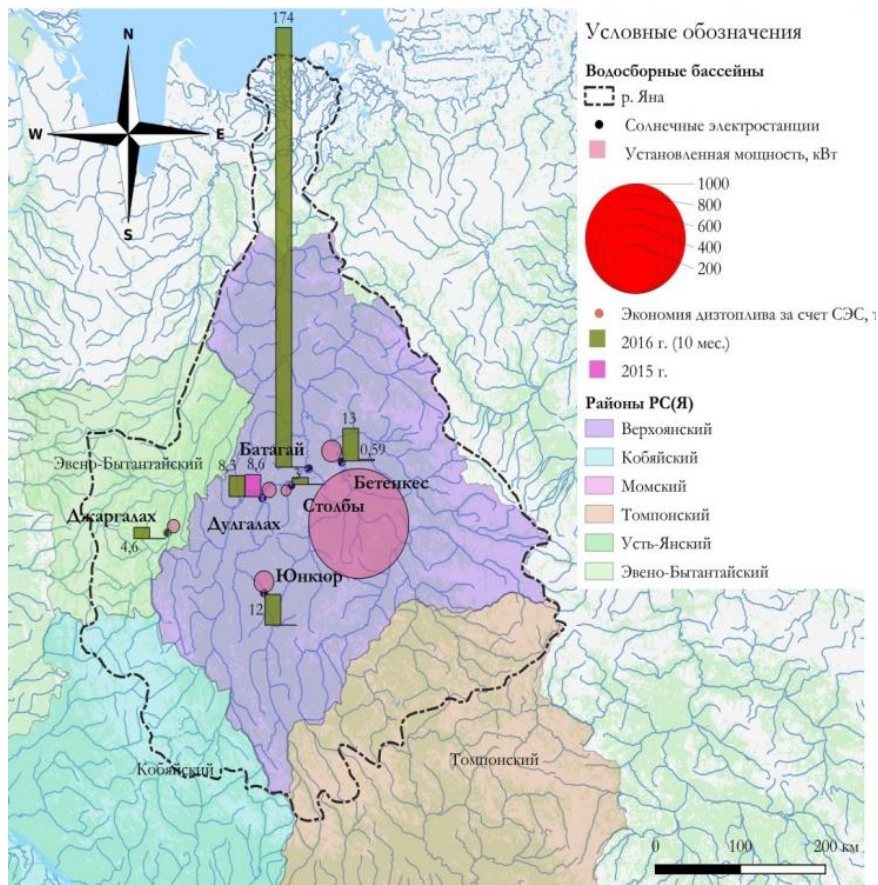 174
N
W
E
S
Условные обозначения
Водосборные бассейны
р. Яна
Солнечные электростанции
Установленная мощность, кВт
1000
800
600
400
200
Экономия дизтоплива за счет СЭС, т
2016 г. (10 мес.)
2015 г.
Районы РС(Я)
Верхоянский
Кобяйский
Момский
Томпонский
Усть-Янский
Эвено-Бытантайский
13
0,59
Батагай
Эвено-Бытантайский
8,3
8,6
3
Бетенкес
Столбы
Джаргалах
Дулгалах
4,6
Юнкюр
12
Кобяйский
Томпонский
0
100
200 км